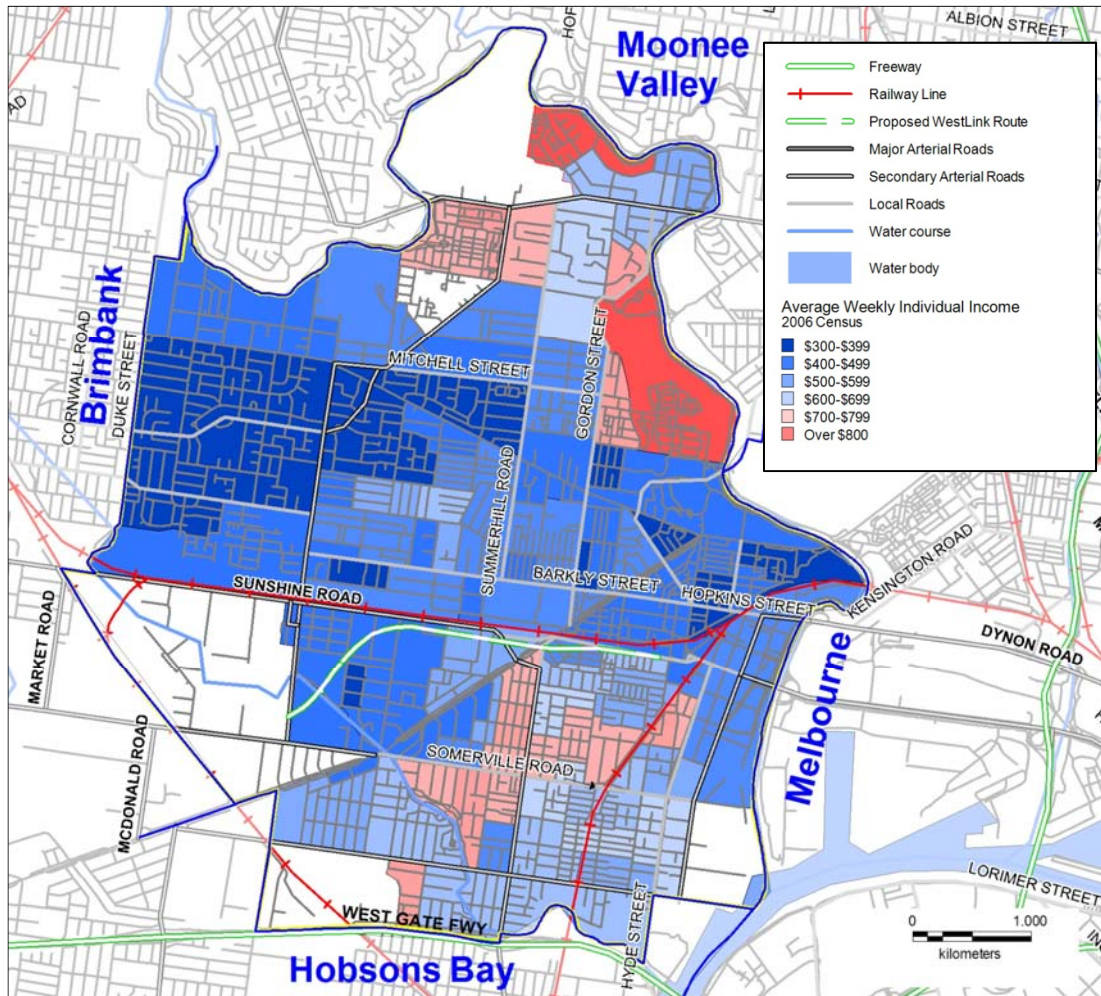 ALBION STREET
Moonee
Valley
Freeway
Railway Line
Proposed WestLink Route
Major Arterial Roads
Secondary Arterial Roads
Local Roads
Water course
Water body
Average Weekly Individual Income
2006 Census
$300-$399
$400-$499
$500-$599
$600-$699
$700-$799
Over $800
Brimbank
CORNWALL ROAD
DUKE STREET
MITCHELL STREET
GORDON STREET
SUMMERHILL ROAD
BARKLY STREET
HOPKINS STREET
KENSINGTON ROAD
SUNSHINE ROAD
DYNON ROAD
MARKET ROAD
MCDONALD ROAD
Melbourne
SOMERVILLE ROAD
LORIMER STREET
HYDE STREET
WEST GATE FWY
Hobsons Bay
0 1,000
kilometers